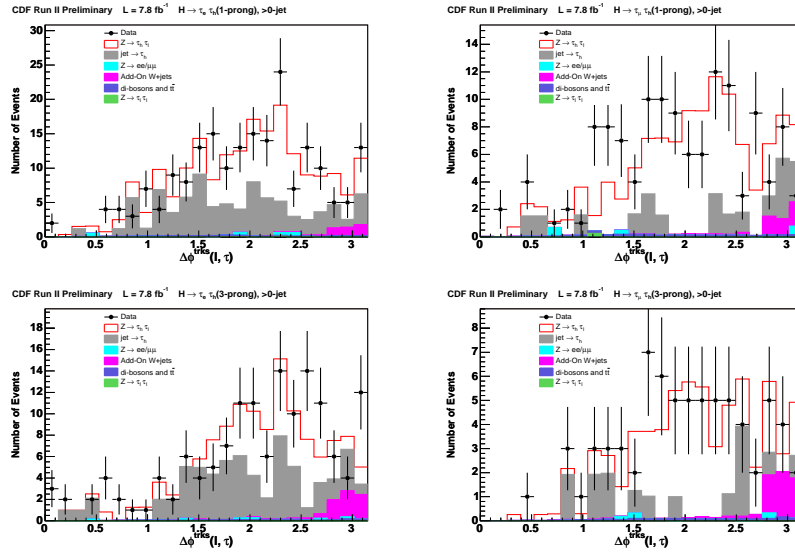 CDF Run II Preliminary L = 7.8 fb⁻¹ H → τₑ τₕ(1-prong), >0-jet
Number of Events
30
25
20
15
10
5
0
Data
Z → τₕ τₗ
jet → τₕ
Z → ee/μμ
Add-On W+jets
di-bosons and tt̄
Z → τₗ τₗ
0 0.5 1 1.5 2 2.5 3
Δϕᵗʳᵏˢ(l, τ)
CDF Run II Preliminary L = 7.8 fb⁻¹ H → τ_μ τₕ(1-prong), >0-jet
Number of Events
14
12
10
8
6
4
2
0
Data
Z → τₕ τₗ
jet → τₕ
Z → ee/μμ
Add-On W+jets
di-bosons and tt̄
Z → τₗ τₗ
0 0.5 1 1.5 2 2.5 3
Δϕᵗʳᵏˢ(l, τ)
CDF Run II Preliminary L = 7.8 fb⁻¹ H → τₑ τₕ(3-prong), >0-jet
Number of Events
18
16
14
12
10
8
6
4
2
0
Data
Z → τₕ τₗ
jet → τₕ
Z → ee/μμ
Add-On W+jets
di-bosons and tt̄
Z → τₗ τₗ
0 0.5 1 1.5 2 2.5 3
Δϕᵗʳᵏˢ(l, τ)
CDF Run II Preliminary L = 7.8 fb⁻¹ H → τ_μ τₕ(3-prong), >0-jet
Number of Events
8
7
6
5
4
3
2
1
0
Data
Z → τₕ τₗ
jet → τₕ
Z → ee/μμ
Add-On W+jets
di-bosons and tt̄
Z → τₗ τₗ
0 0.5 1 1.5 2 2.5 3
Δϕᵗʳᵏˢ(l, τ)